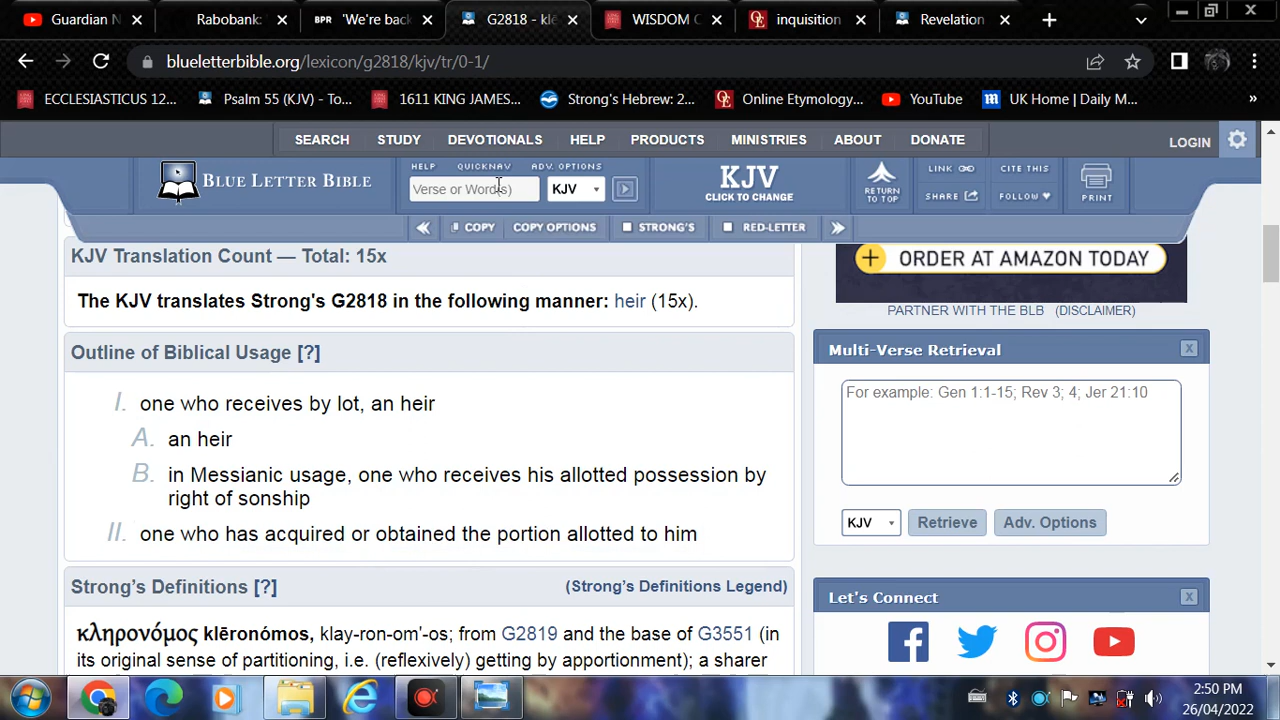 Guardian N
Rabobank:
BPR 'We're back
G2818 - klē
WISDOM O
OE inquisition
Revelation
blueletterbible.org/lexicon/g2818/kjv/tr/0-1/
ECCLESIASTICUS 12...
Psalm 55 (KJV) - To...
1611 KING JAMES...
Strong's Hebrew: 2...
OE Online Etymology...
YouTube
m UK Home | Daily M...
»
SEARCH STUDY DEVOTIONALS HELP PRODUCTS MINISTRIES ABOUT DONATE LOGIN
HELP QUICKNAV ADV. OPTIONS
BLUE LETTER BIBLE
Verse or Word(s) KJV
KJV
CLICK TO CHANGE
RETURN
TO TOP
LINK CITE THIS
SHARE FOLLOW
PRINT
COPY COPY OPTIONS STRONG'S RED-LETTER
KJV Translation Count — Total: 15x
The KJV translates Strong's G2818 in the following manner: heir (15x).
Outline of Biblical Usage [?]
I. one who receives by lot, an heir
A. an heir
B. in Messianic usage, one who receives his allotted possession by
right of sonship
II. one who has acquired or obtained the portion allotted to him
Strong's Definitions [?] (Strong's Definitions Legend)
κληρονόμος klēronómos, klay-ron-om'-os; from G2819 and the base of G3551 (in
its original sense of partitioning, i.e. (reflexively) getting by apportionment); a sharer
ORDER AT AMAZON TODAY
PARTNER WITH THE BLB (DISCLAIMER)
Multi-Verse Retrieval X
For example: Gen 1:1-15; Rev 3; 4; Jer 21:10
KJV Retrieve Adv. Options
Let's Connect X
2:50 PM
26/04/2022